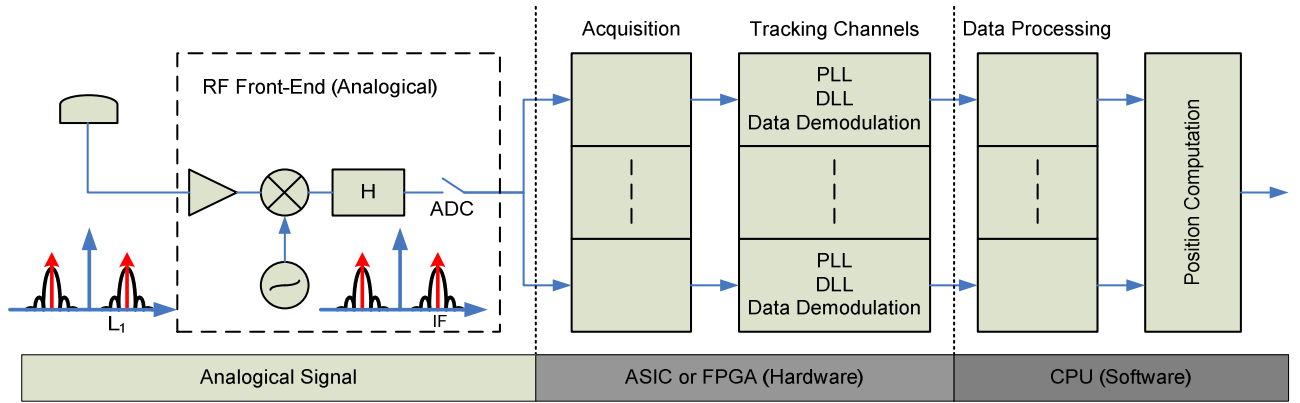 Acquisition
Tracking Channels
Data Processing
RF Front-End (Analogical)
PLL
DLL
Data Demodulation
H
ADC
Position Computation
PLL
DLL
Data Demodulation
L1
IF
Analogical Signal
ASIC or FPGA (Hardware)
CPU (Software)